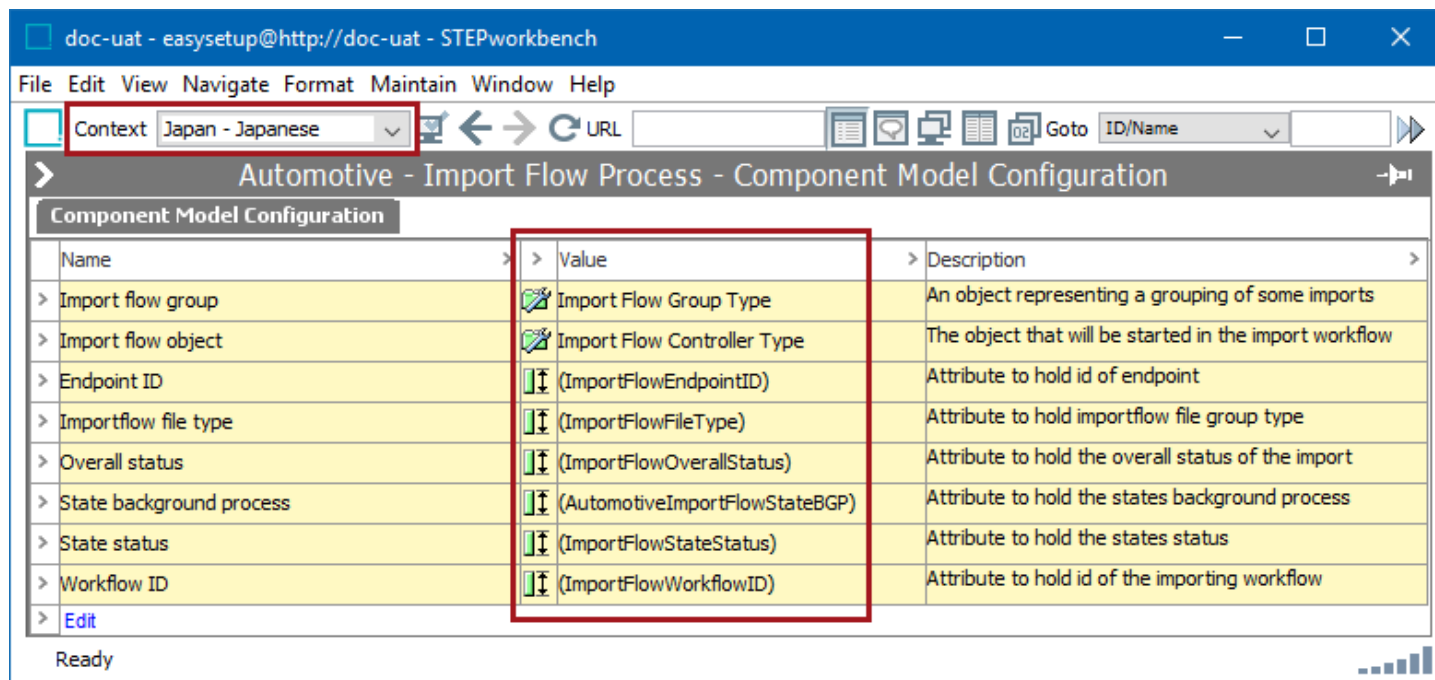 doc-uat - easysetup@http://doc-uat - STEPworkbench
File Edit View Navigate Format Maintain Window Help
Context Japan - Japanese URL 02 Goto ID/Name
Automotive - Import Flow Process - Component Model Configuration
Component Model Configuration
Name > > Value > Description >
> Import flow group Import Flow Group Type An object representing a grouping of some imports
> Import flow object Import Flow Controller Type The object that will be started in the import workflow
> Endpoint ID (ImportFlowEndpointID) Attribute to hold id of endpoint
> Importflow file type (ImportFlowFileType) Attribute to hold importflow file group type
> Overall status (ImportFlowOverallStatus) Attribute to hold the overall status of the import
> State background process (AutomotiveImportFlowStateBGP) Attribute to hold the states background process
> State status (ImportFlowStateStatus) Attribute to hold the states status
> Workflow ID (ImportFlowWorkflowID) Attribute to hold id of the importing workflow
> Edit
Ready